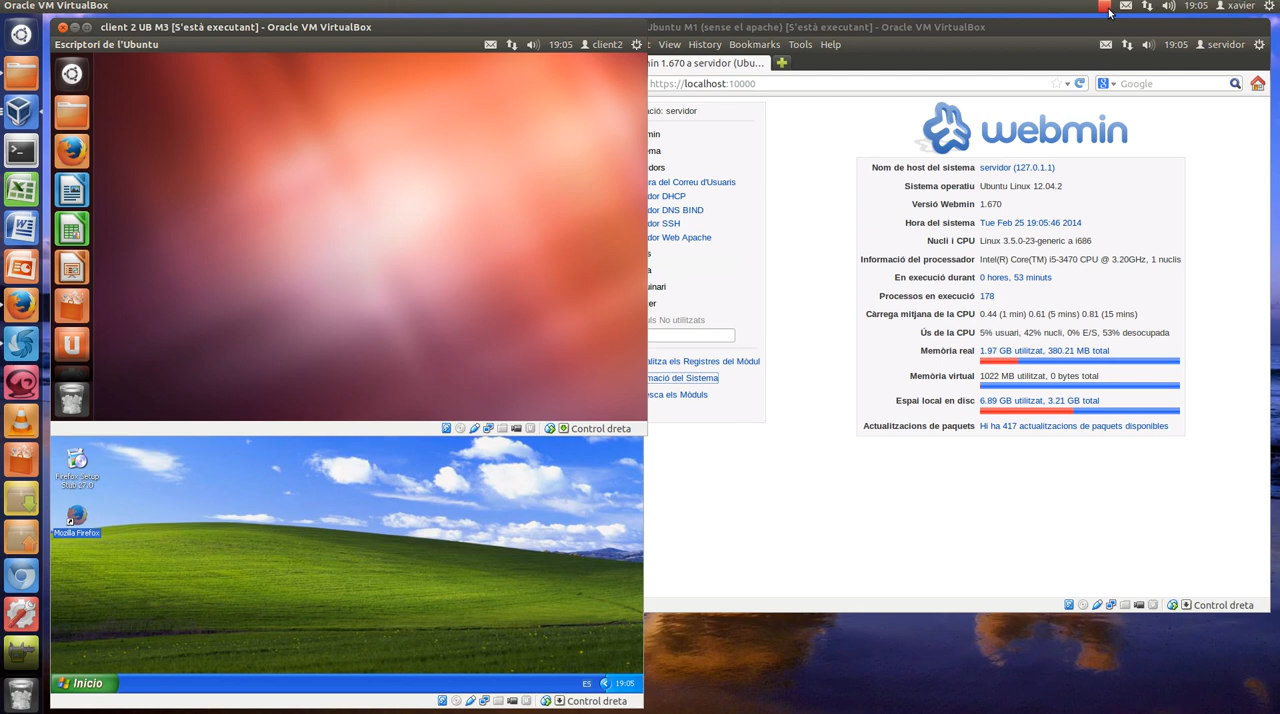 Oracle VM VirtualBox
19:05 xavier
client 2 UB M3 [S'està executant] - Oracle VM VirtualBox
Ubuntu M1 (sense el apache) [S'està executant] - Oracle VM VirtualBox
Escriptori de l'Ubuntu
19:05 client2
View History Bookmarks Tools Help
19:05 servidor
min 1.670 a servidor (Ubu...
https://localhost:10000
Google
ació: servidor
min
ema
dors
ra del Correu d'Usuaris
dor DHCP
dor DNS BIND
dor SSH
dor Web Apache
s
a
uinari
ter
ls No utilitzats
alitza els Registres del Mòdul
mació del Sistema
esca els Mòduls
webmin
Nom de host del sistema servidor (127.0.1.1)
Sistema operatiu Ubuntu Linux 12.04.2
Versió Webmin 1.670
Hora del sistema Tue Feb 25 19:05:46 2014
Nucli i CPU Linux 3.5.0-23-generic a i686
Informació del processador Intel(R) Core(TM) i5-3470 CPU @ 3.20GHz, 1 nuclis
En execució durant 0 hores, 53 minuts
Processos en execució 178
Càrrega mitjana de la CPU 0.44 (1 min) 0.61 (5 mins) 0.81 (15 mins)
Ús de la CPU 5% usuari, 42% nucli, 0% E/S, 53% desocupada
Memòria real 1.97 GB utilitzat, 380.21 MB total
Memòria virtual 1022 MB utilitzat, 0 bytes total
Espai local en disc 6.89 GB utilitzat, 3.21 GB total
Actualitzacions de paquets Hi ha 417 actualitzacions de paquets disponibles
Control dreta
Firefox Setup
Stub 27.0
Mozilla Firefox
Control dreta
Inicio
ES 19:05
Control dreta